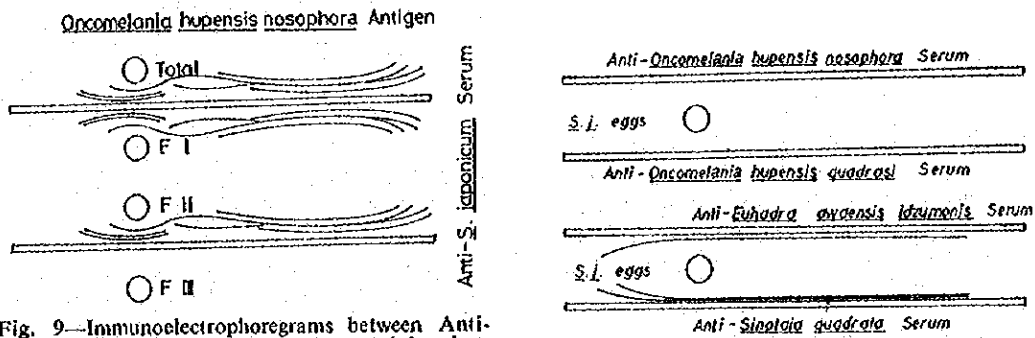 Oncomelania hupensis nosophora Antigen
Total
F I
F II
F III
Anti-S. japonicum Serum
Fig. 9—Immunoelectrophoregrams between Anti-
Anti-Oncomelania hupensis nosophora Serum
S.j. eggs
Anti-Oncomelania hupensis quadrasi Serum
Anti-Euhadra Idzumonis Serum
S.j. eggs
Anti-Sinotaia quadrata Serum